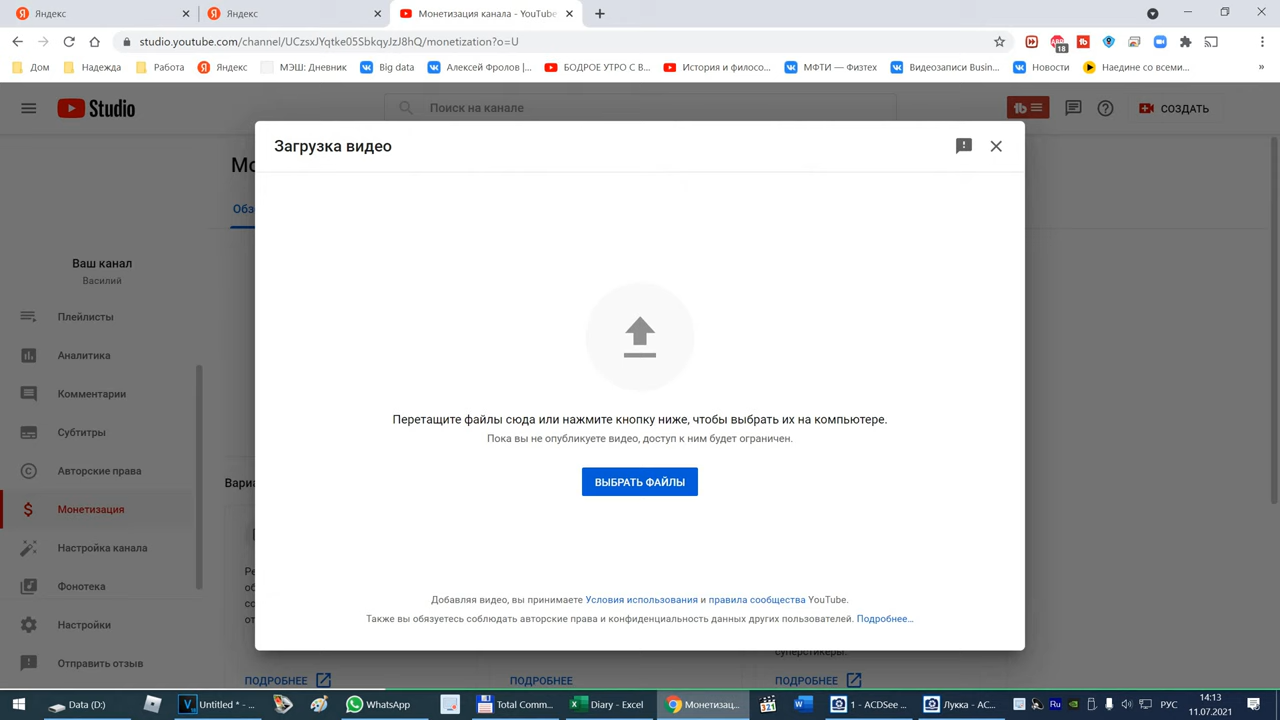 Яндекс
Яндекс
Монетизация канала - YouTube
studio.youtube.com/channel/UCzsxJYqtke05SbkqyJzJ8hQ/monetization?o=U
18
Дом
Надежда
Работа
Яндекс
МЭШ: Дневник
Big data
Алексей Фролов |...
БОДРОЕ УТРО С В...
История и филосо...
МФТИ — Физтех
Видеозаписи Busin...
Новости
Наедине со всеми...
»
Studio
Поиск на канале
СОЗДАТЬ
Загрузка видео
Обз
Ваш канал
Василий
Плейлисты
Аналитика
Комментарии
Субтитры
Авторские права
Монетизация
Настройка канала
Фонотека
Настройки
Отправить отзыв
Перетащите файлы сюда или нажмите кнопку ниже, чтобы выбрать их на компьютере.
Пока вы не опубликуете видео, доступ к ним будет ограничен.
ВЫБРАТЬ ФАЙЛЫ
Добавляя видео, вы принимаете Условия использования и правила сообщества YouTube.
Также вы обязуетесь соблюдать авторские права и конфиденциальность данных других пользователей. Подробнее...
Вариа
суперстикеры.
ПОДРОБНЕЕ
ПОДРОБНЕЕ
ПОДРОБНЕЕ
Data (D:)
Untitled * - ...
WhatsApp
Total Comm...
Diary - Excel
Монетизац...
1 - ACDSee ...
Лукка - AC...
Ru
РУС
14:13
11.07.2021